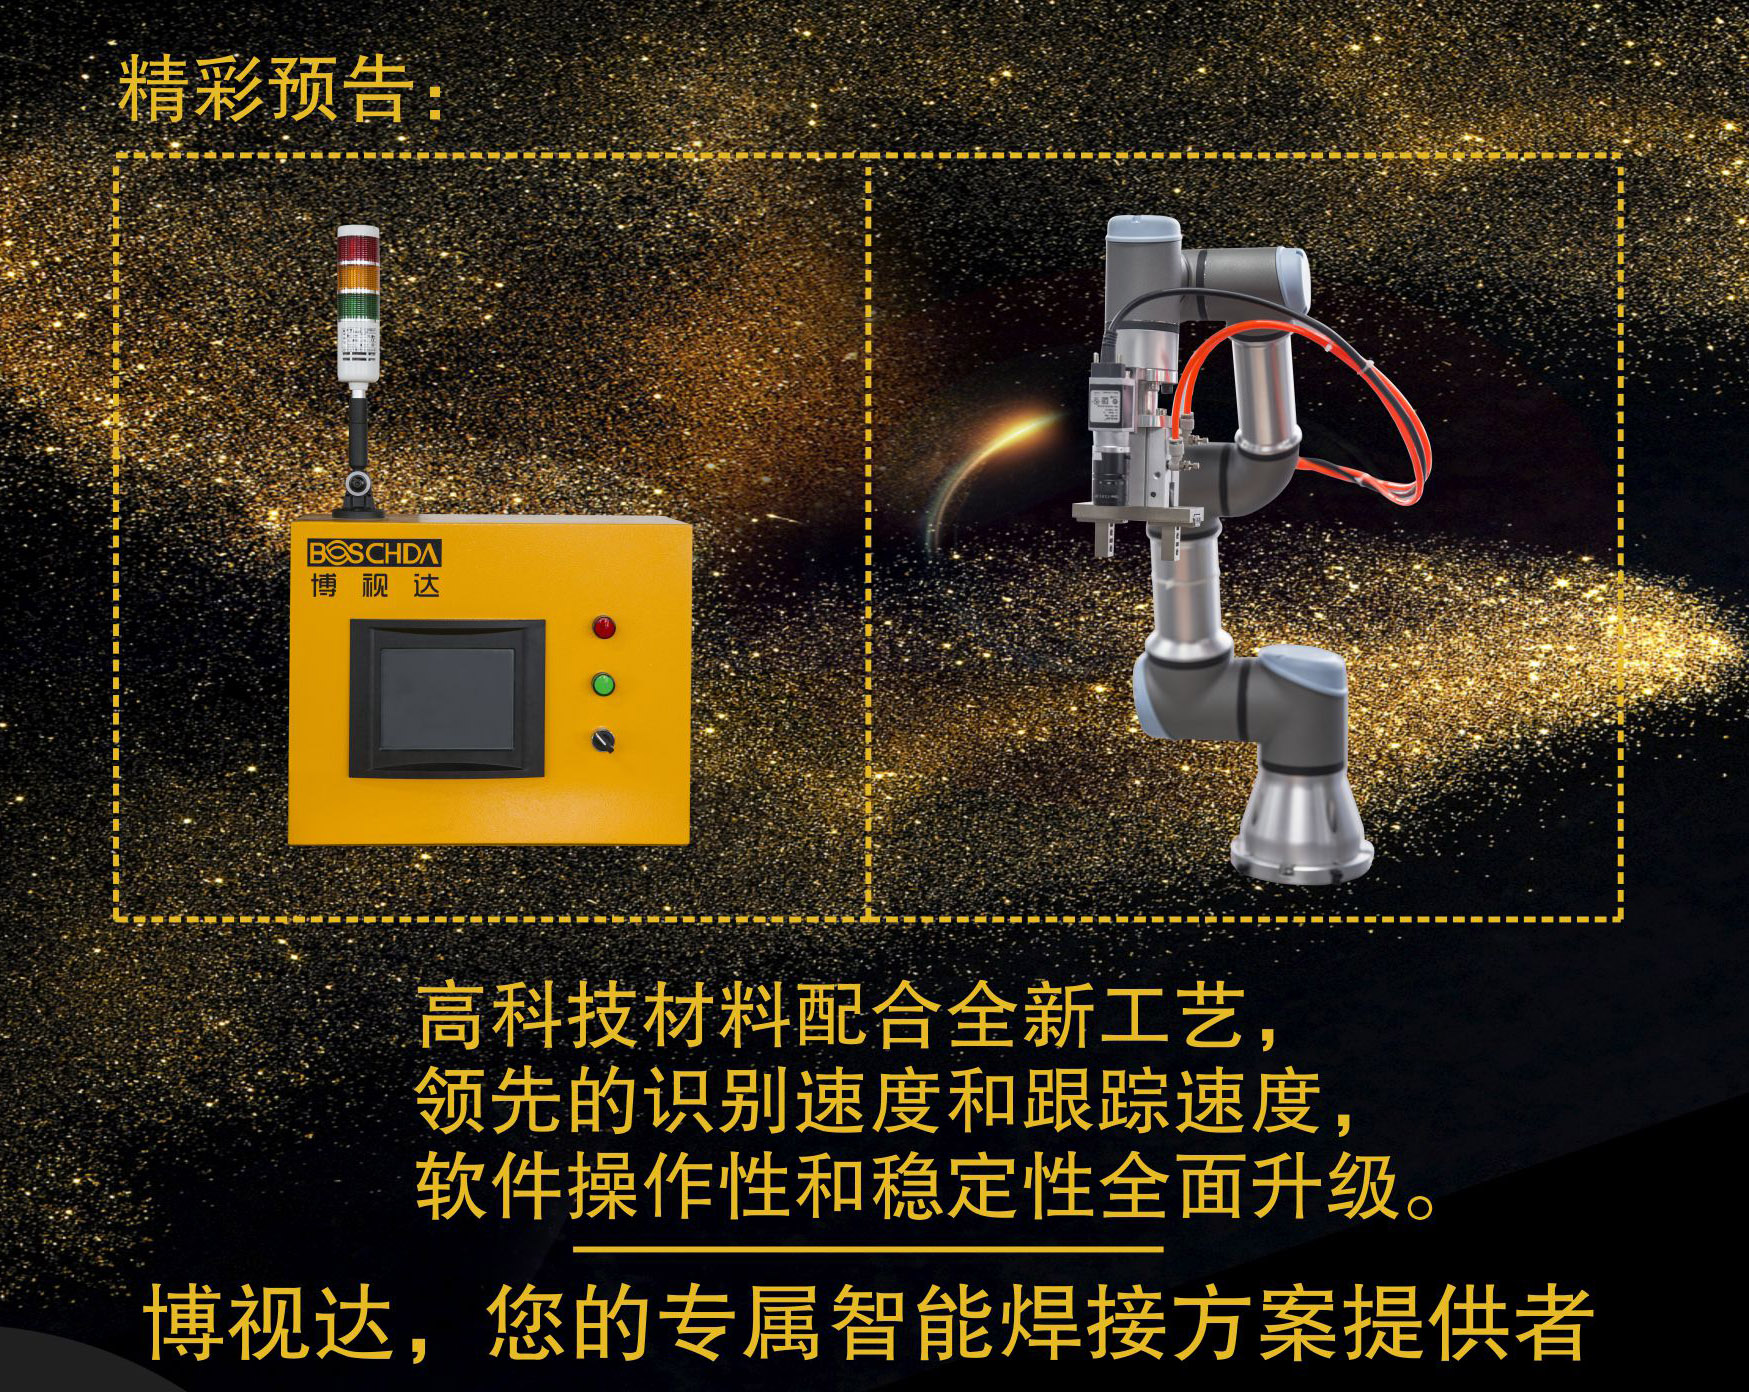 精彩预告：
BOSCHDA
博视达
高科技材料配合全新工艺，
领先的识别速度和跟踪速度，
软件操作性和稳定性全面升级。
博视达，您的专属智能焊接方案提供者